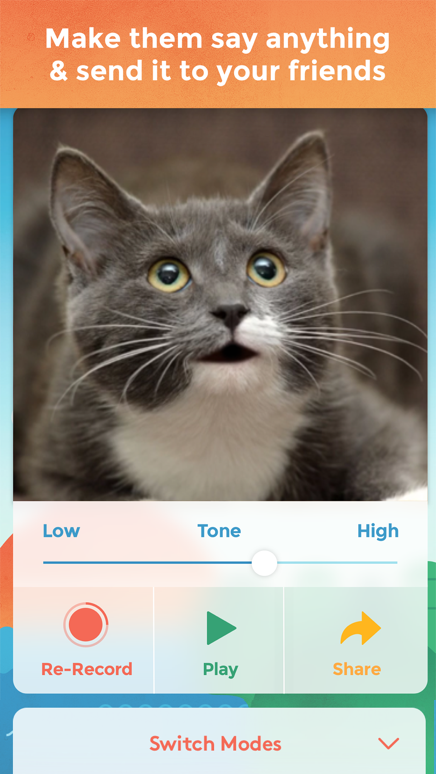 Make them say anything
& send it to your friends
Low Tone High
Re-Record Play Share
Switch Modes